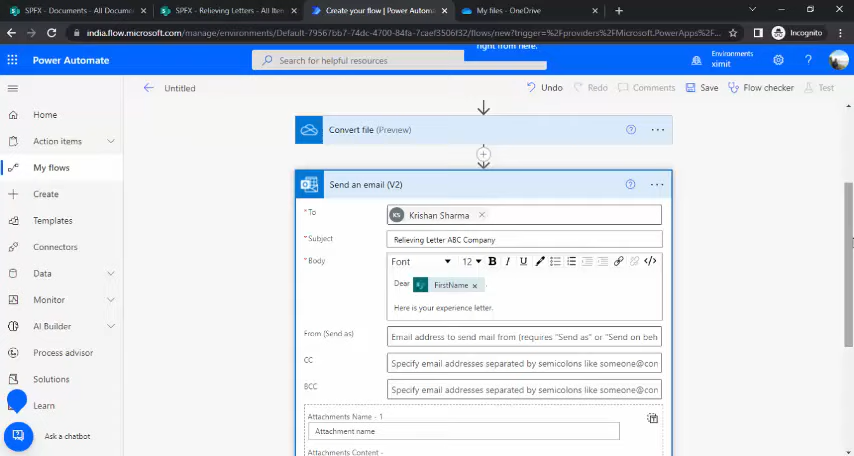 SPFX - Documents - All Docume
SPFX - Relieving Letters - All Item
Create your flow | Power Automate
My files - OneDrive
india.flow.microsoft.com/manage/environments/Default-79567bb7-74dc-4700-84fa-7caef3506f32/flows/new?trigger=%2Fproviders%2FMicrosoft.PowerApps%2F...
Incognito
Power Automate
Search for helpful resources
right from here.
Environments
ximit
Untitled
Undo
Redo
Comments
Save
Flow checker
Test
Home
Action items
My flows
Create
Templates
Connectors
Data
Monitor
AI Builder
Process advisor
Solutions
Learn
Ask a chatbot
Convert file (Preview)
Send an email (V2)
* To
KS Krishan Sharma
* Subject
Relieving Letter ABC Company
* Body
Font 12 B I U </>
Dear FirstName
Here is your experience letter.
From (Send as)
Email address to send mail from (requires "Send as" or "Send on beh
CC
Specify email addresses separated by semicolons like someone@con
BCC
Specify email addresses separated by semicolons like someone@con
Attachments Name - 1
Attachment name
Attachments Content -